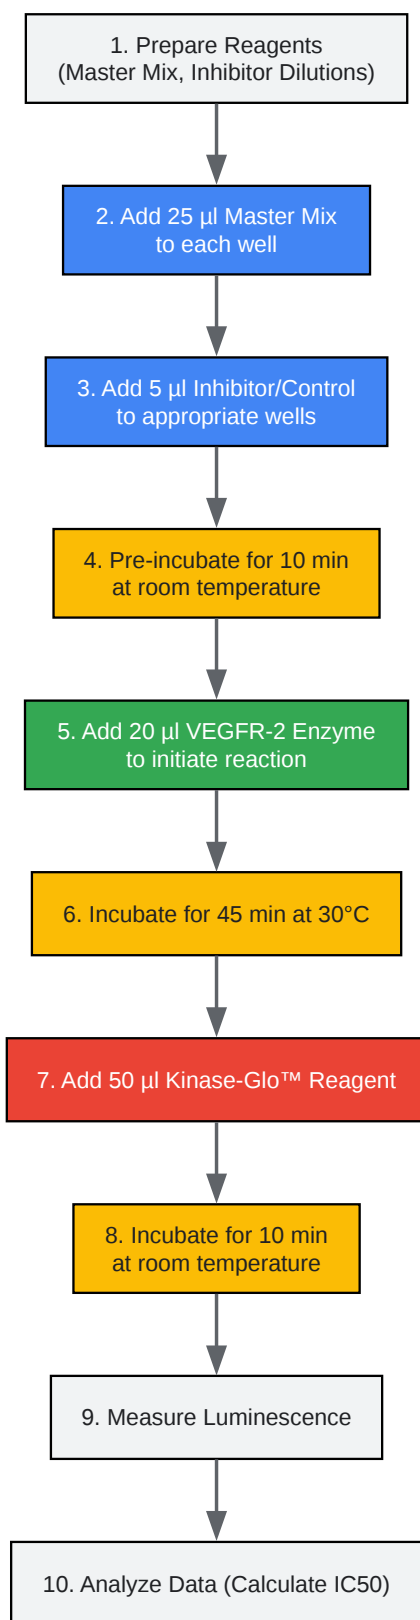 1. Prepare Reagents
(Master Mix, Inhibitor Dilutions)
2. Add 25 µl Master Mix
to each well
3. Add 5 µl Inhibitor/Control
to appropriate wells
4. Pre-incubate for 10 min
at room temperature
5. Add 20 µl VEGFR-2 Enzyme
to initiate reaction
6. Incubate for 45 min at 30°C
7. Add 50 µl Kinase-Glo™ Reagent
8. Incubate for 10 min
at room temperature
9. Measure Luminescence
10. Analyze Data (Calculate IC50)